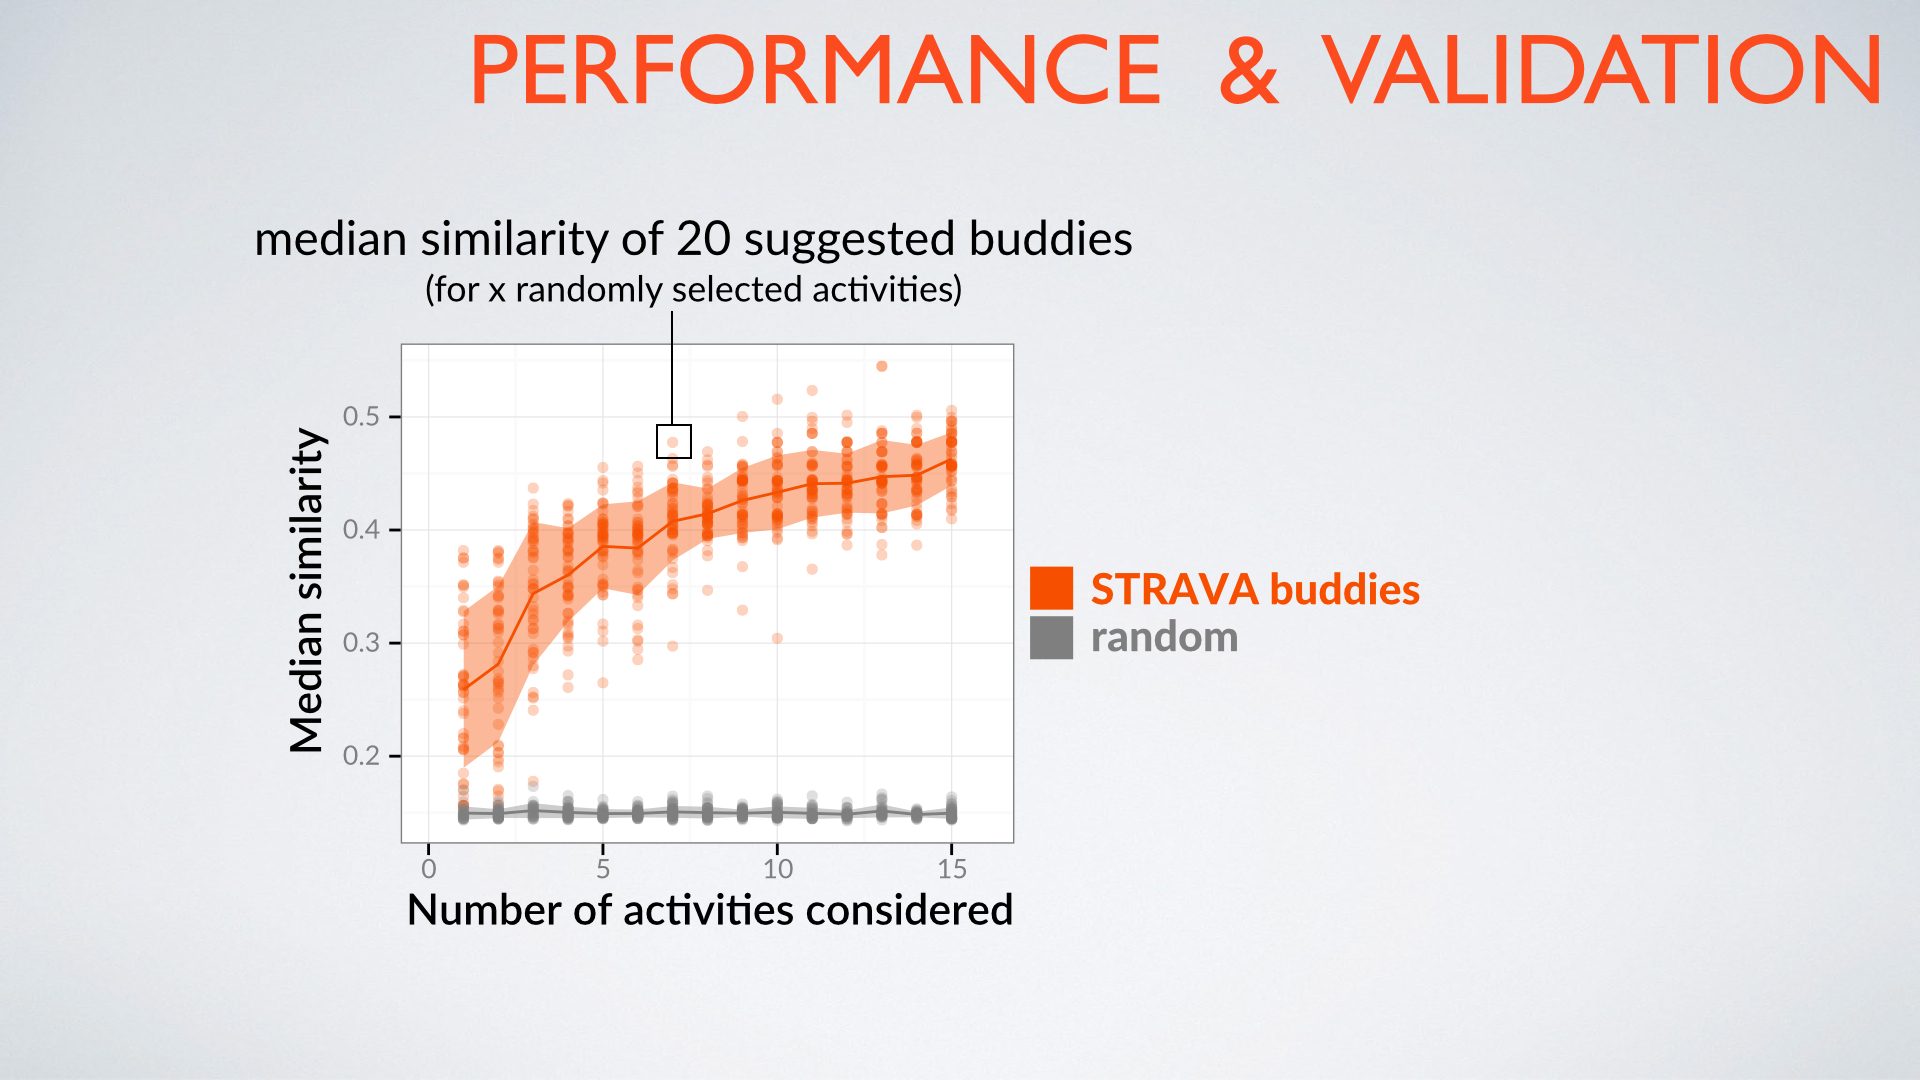 PERFORMANCE & VALIDATION
median similarity of 20 suggested buddies
(for x randomly selected activities)
Median similarity
0.5
0.4
0.3
0.2
0 5 10 15
Number of activities considered
STRAVA buddies
random